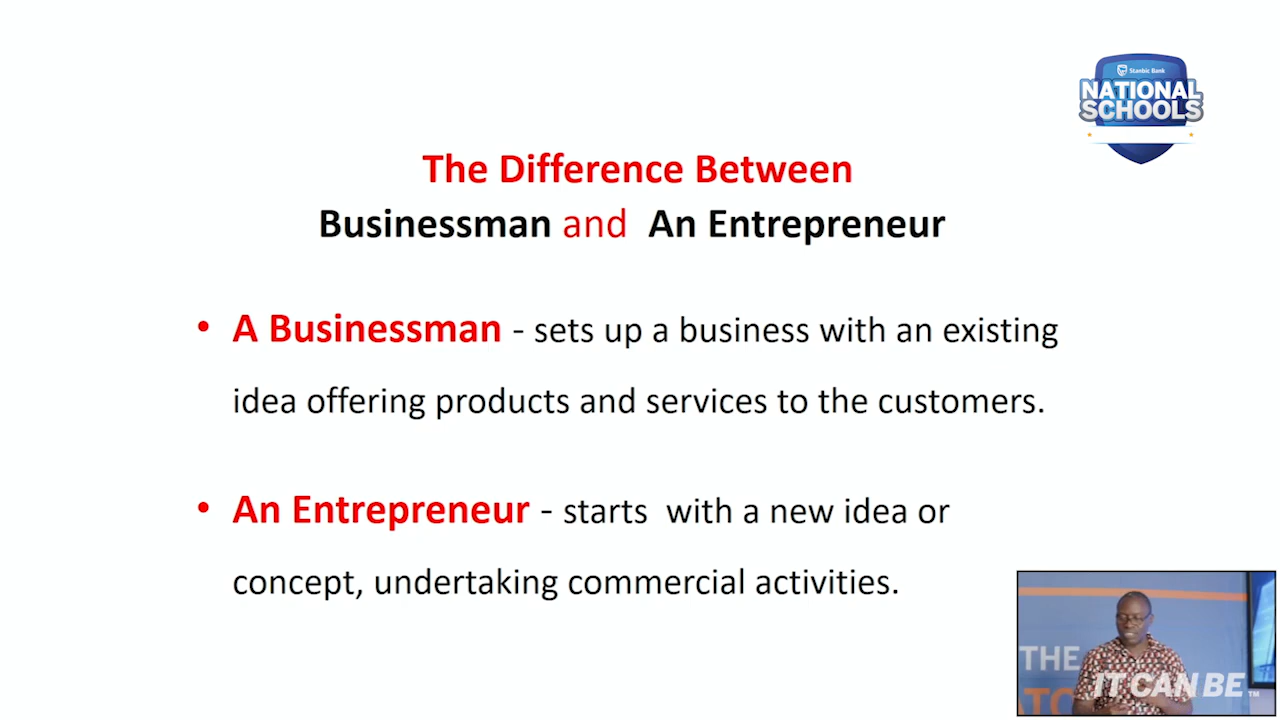 Stanbic Bank
NATIONAL
SCHOOLS
The Difference Between
Businessman and An Entrepreneur
• A Businessman - sets up a business with an existing
idea offering products and services to the customers.
• An Entrepreneur - starts with a new idea or
concept, undertaking commercial activities.
THE
IT CAN BE™